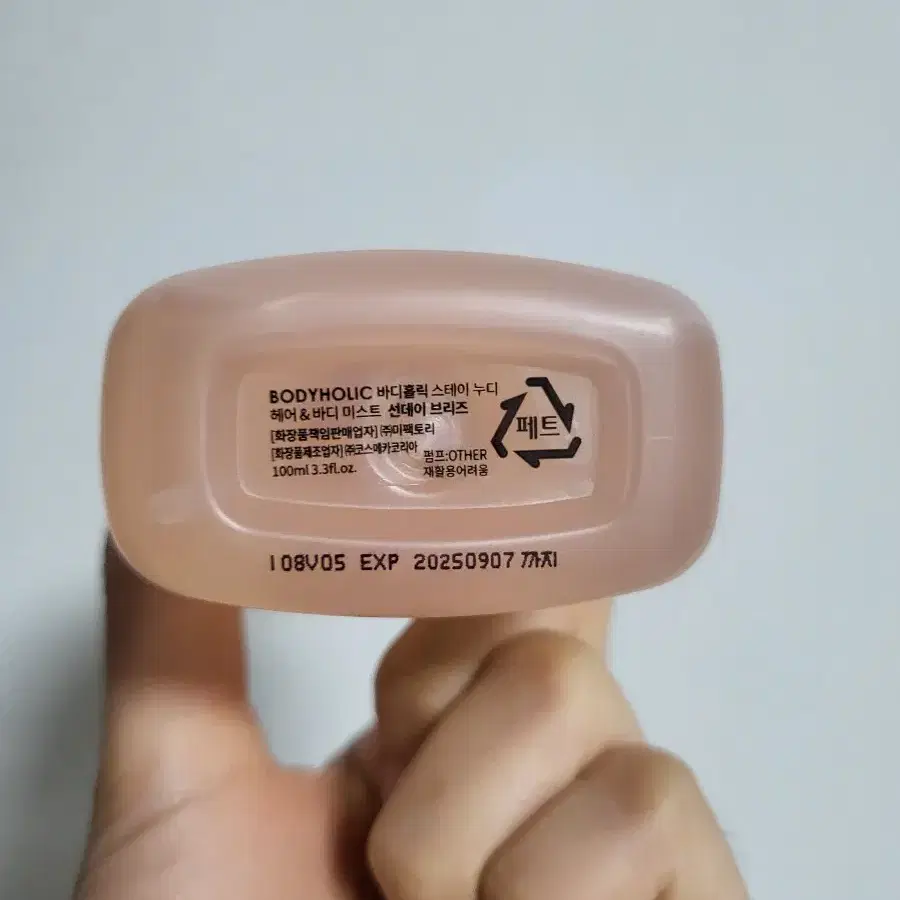 BODYHOLIC 바디홀릭 스테이 누디
헤어 & 바디 미스트 선데이 브리즈
[화장품책임판매업자] ㈜미팩토리
[화장품제조업자] ㈜코스메카코리아
100ml 3.3fl.oz.
펌프:OTHER
재활용어려움
페트
108V05 EXP 20250907 까지